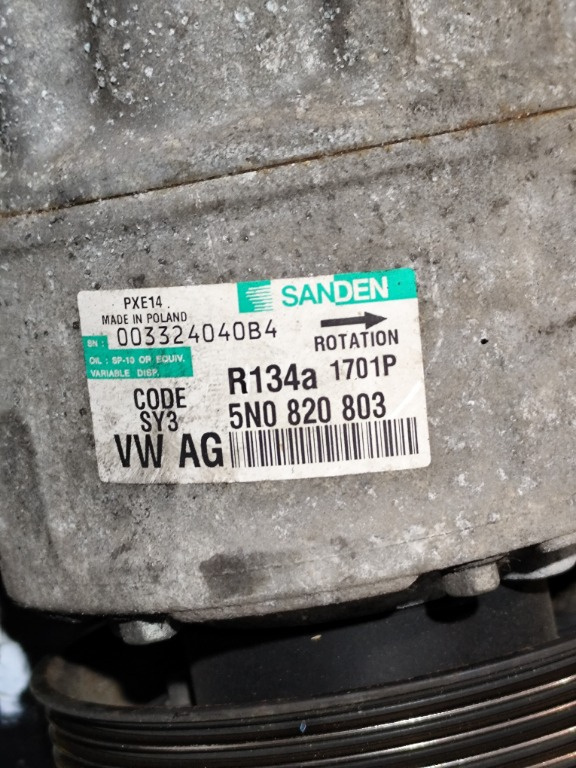 SANDEN
PXE14
MADE IN POLAND
SN : 003324040B4
ROTATION
OIL : SP-10 OR EQUIV.
VARIABLE DISP.
R134a 1701P
CODE
SY3
5N0 820 803
VW AG